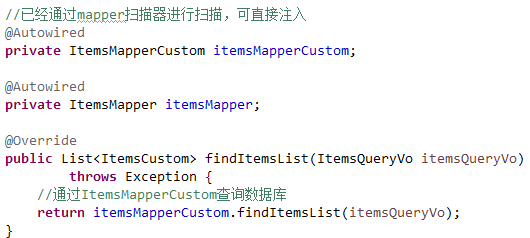 //已经通过mapper扫描器进行扫描，可直接注入
@Autowired
private ItemsMapperCustom itemsMapperCustom;
@Autowired
private ItemsMapper itemsMapper;
@Override
public List<ItemsCustom> findItemsList(ItemsQueryVo itemsQueryVo)
throws Exception {
//通过ItemsMapperCustom查询数据库
return itemsMapperCustom.findItemsList(itemsQueryVo);
}